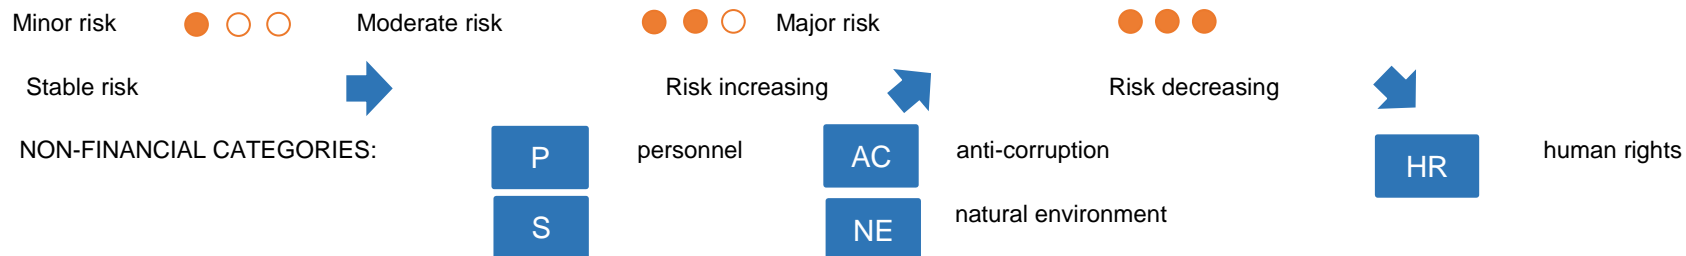 Minor risk Moderate risk Major risk
Stable risk Risk increasing Risk decreasing
NON-FINANCIAL CATEGORIES: P personnel AC anti-corruption HR human rights
S NE natural environment